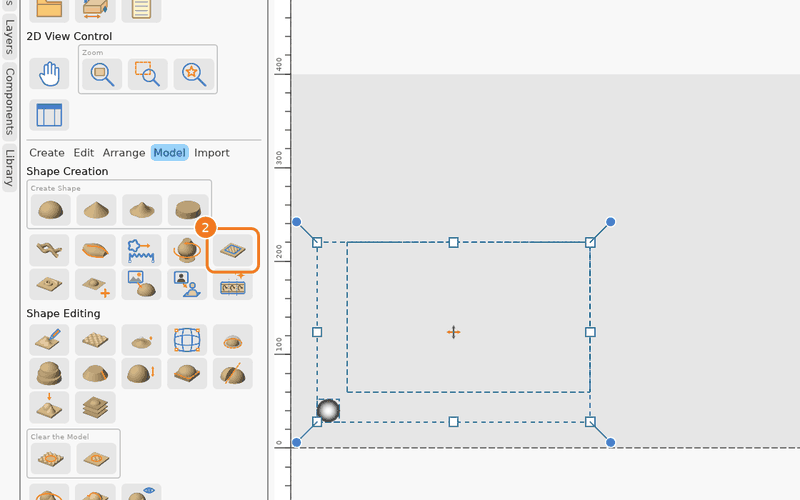 s
Layers
Components
Library
2D View Control
Zoom
Create Edit Arrange Model Import
Shape Creation
Create Shape
2
Shape Editing
Clear the Model
400
300
200
100
0